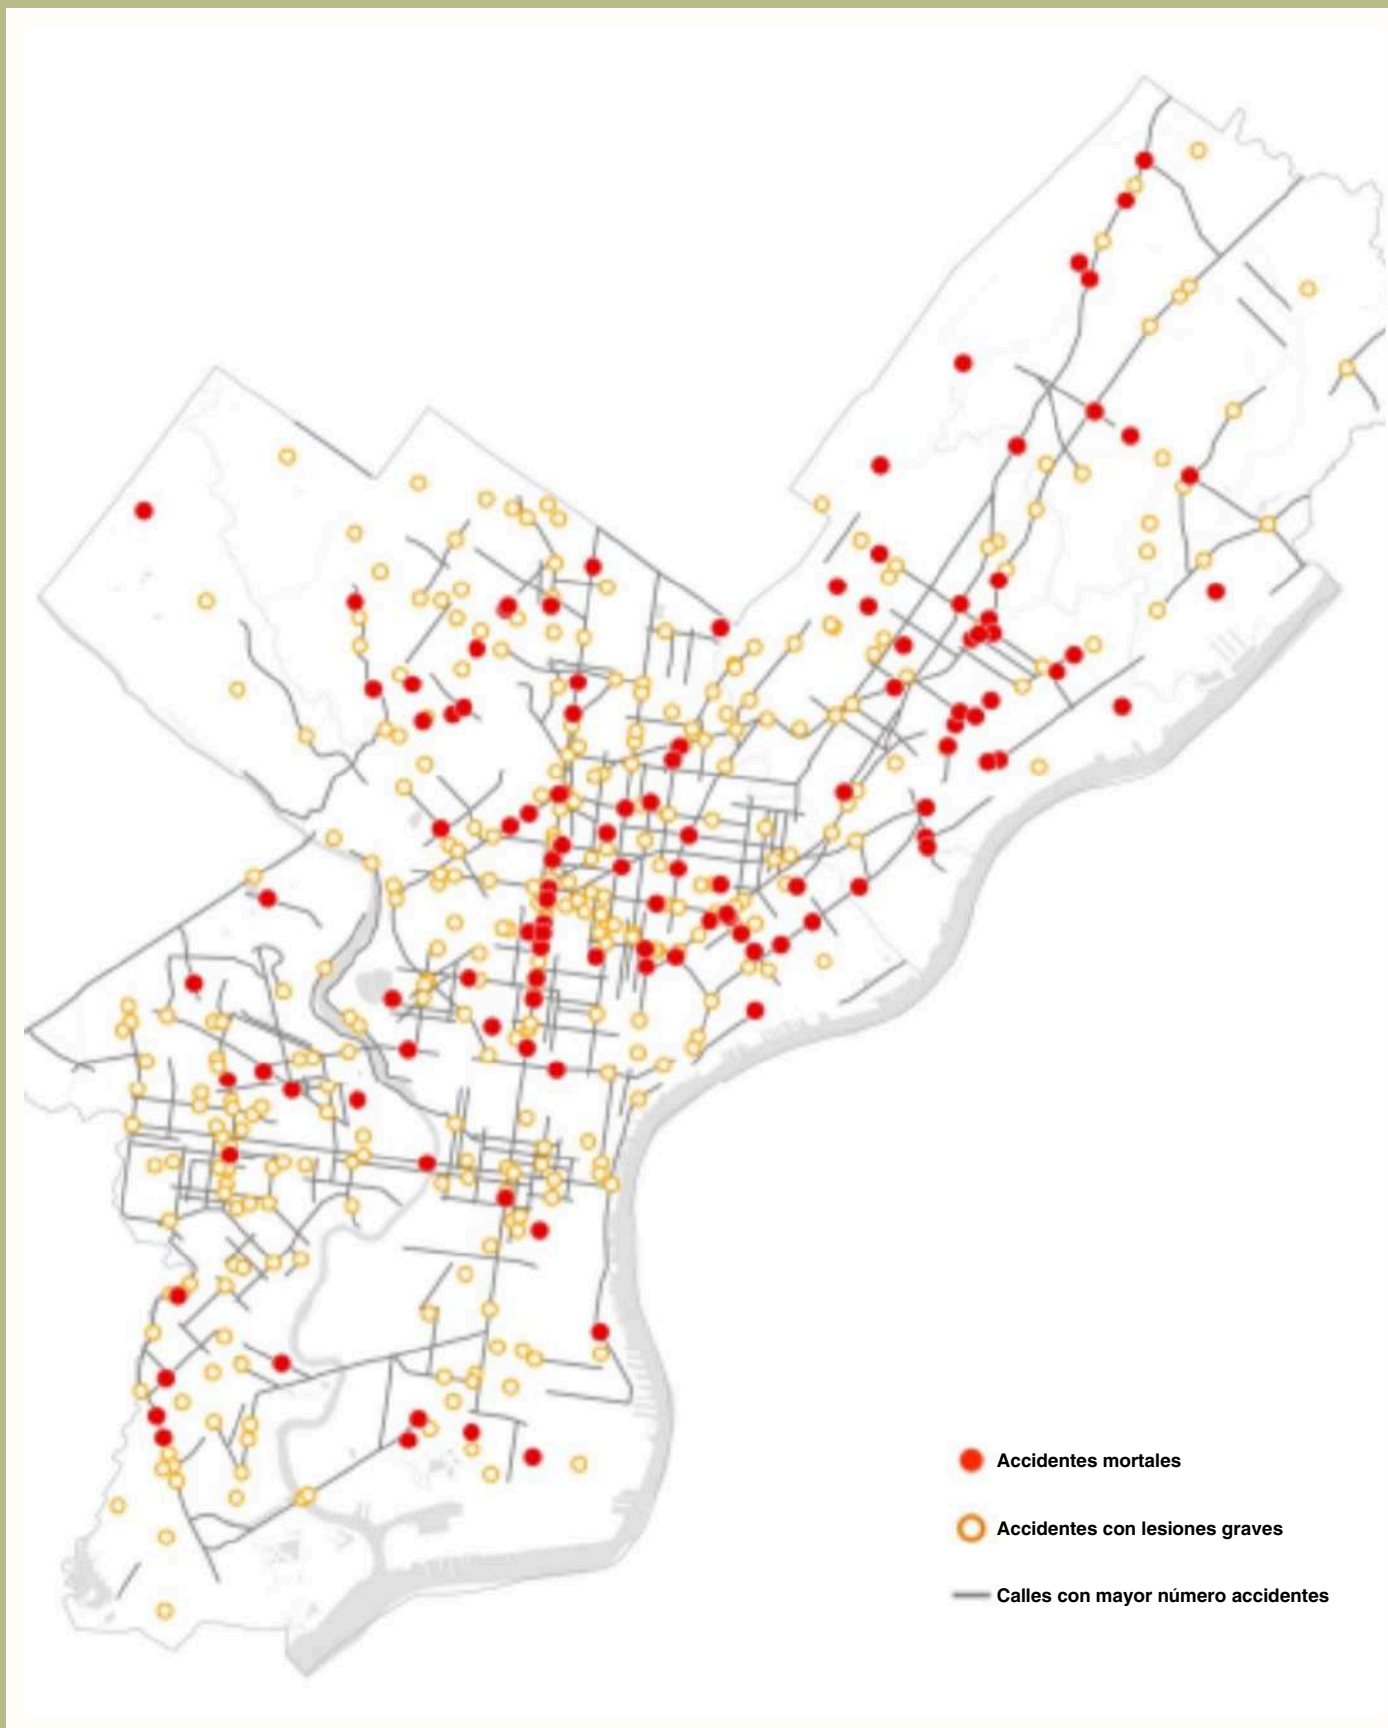 Accidentes mortales
Accidentes con lesiones graves
Calles con mayor número accidentes